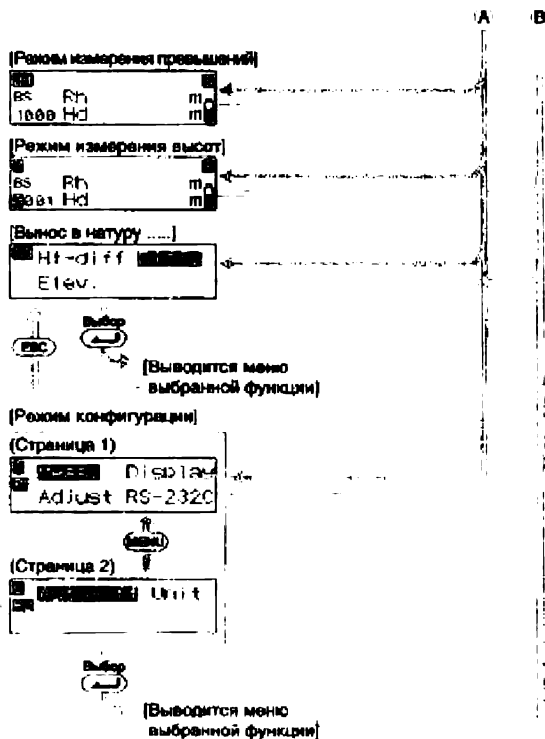 A B
[Режим измерения превышений]
BS Rh m
1000 Hd m
[Режим измерения высот]
BS Rh m
001 Hd m
[Вынос в натуру .....]
Ht-diff
Elev.
Выбор
ESC
[Выводится меню
выбранной функции]
[Режим конфигурации]
(Страница 1)
Display
Adjust RS-232C
MENU
(Страница 2)
Unit
Выбор
[Выводится меню
выбранной функции]